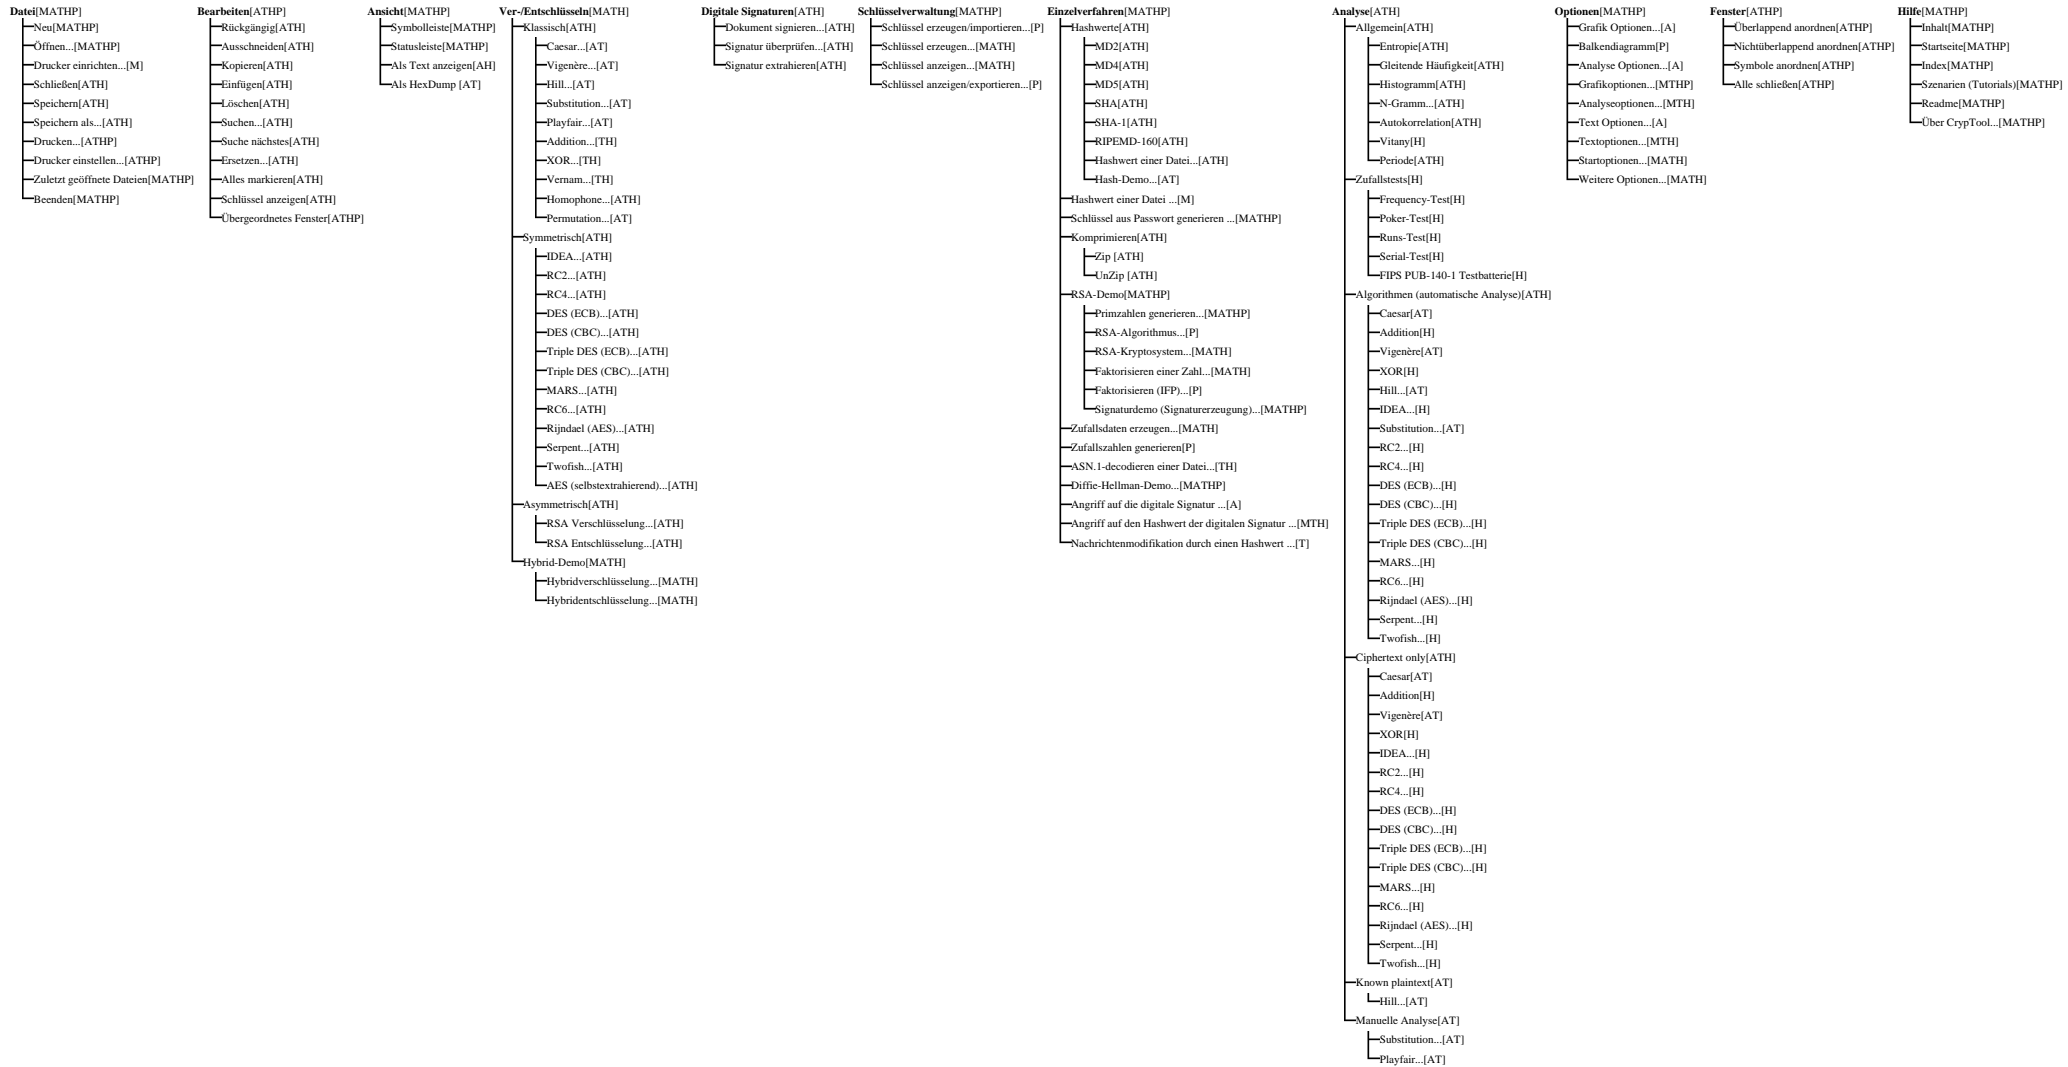 Datei[MATHP]
Neu[MATHP]
Öffnen...[MATHP]
Drucker einrichten...[M]
Schließen[ATH]
Speichern[ATH]
Speichern als...[ATH]
Drucken...[ATHP]
Drucker einstellen...[ATHP]
Zuletzt geöffnete Dateien[MATHP]
Beenden[MATHP]
Bearbeiten[ATHP]
Rückgängig[ATH]
Ausschneiden[ATH]
Kopieren[ATH]
Einfügen[ATH]
Löschen[ATH]
Suchen...[ATH]
Suche nächstes[ATH]
Ersetzen...[ATH]
Alles markieren[ATH]
Schlüssel anzeigen[ATH]
Übergeordnetes Fenster[ATHP]
Ansicht[MATHP]
Symbolleiste[MATHP]
Statusleiste[MATHP]
Als Text anzeigen[AH]
Als HexDump [AT]
Ver-/Entschlüsseln[MATH]
Klassisch[ATH]
Caesar...[AT]
Vigenère...[AT]
Hill...[AT]
Substitution...[AT]
Playfair...[AT]
Addition...[TH]
XOR...[TH]
Vernam...[TH]
Homophone...[ATH]
Permutation...[AT]
Symmetrisch[ATH]
IDEA...[ATH]
RC2...[ATH]
RC4...[ATH]
DES (ECB)...[ATH]
DES (CBC)...[ATH]
Triple DES (ECB)...[ATH]
Triple DES (CBC)...[ATH]
MARS...[ATH]
RC6...[ATH]
Rijndael (AES)...[ATH]
Serpent...[ATH]
Twofish...[ATH]
AES (selbstextrahierend)...[ATH]
Asymmetrisch[ATH]
RSA Verschlüsselung...[ATH]
RSA Entschlüsselung...[ATH]
Hybrid-Demo[MATH]
Hybridverschlüsselung...[MATH]
Hybridentschlüsselung...[MATH]
Digitale Signaturen[ATH]
Dokument signieren...[ATH]
Signatur überprüfen...[ATH]
Signatur extrahieren[ATH]
Schlüsselverwaltung[MATHP]
Schlüssel erzeugen/importieren...[P]
Schlüssel erzeugen...[MATH]
Schlüssel anzeigen...[MATH]
Schlüssel anzeigen/exportieren...[P]
Einzelverfahren[MATHP]
Hashwerte[ATH]
MD2[ATH]
MD4[ATH]
MD5[ATH]
SHA[ATH]
SHA-1[ATH]
RIPEMD-160[ATH]
Hashwert einer Datei...[ATH]
Hash-Demo...[AT]
Hashwert einer Datei ...[M]
Schlüssel aus Passwort generieren ...[MATHP]
Komprimieren[ATH]
Zip [ATH]
UnZip [ATH]
RSA-Demo[MATHP]
Primzahlen generieren...[MATHP]
RSA-Algorithmus...[P]
RSA-Kryptosystem...[MATH]
Faktorisieren einer Zahl...[MATH]
Faktorisieren (IFP)...[P]
Signaturdemo (Signaturerzeugung)...[MATHP]
Zufallsdaten erzeugen...[MATH]
Zufallszahlen generieren[P]
ASN.1-decodieren einer Datei...[TH]
Diffie-Hellman-Demo...[MATHP]
Angriff auf die digitale Signatur ...[A]
Angriff auf den Hashwert der digitalen Signatur ...[MTH]
Nachrichtenmodifikation durch einen Hashwert ...[T]
Analyse[ATH]
Allgemein[ATH]
Entropie[ATH]
Gleitende Häufigkeit[ATH]
Histogramm[ATH]
N-Gramm...[ATH]
Autokorrelation[ATH]
Vitany[H]
Periode[ATH]
Zufallstests[H]
Frequency-Test[H]
Poker-Test[H]
Runs-Test[H]
Serial-Test[H]
FIPS PUB-140-1 Testbatterie[H]
Algorithmen (automatische Analyse)[ATH]
Caesar[AT]
Addition[H]
Vigenère[AT]
XOR[H]
Hill...[AT]
IDEA...[H]
Substitution...[AT]
RC2...[H]
RC4...[H]
DES (ECB)...[H]
DES (CBC)...[H]
Triple DES (ECB)...[H]
Triple DES (CBC)...[H]
MARS...[H]
RC6...[H]
Rijndael (AES)...[H]
Serpent...[H]
Twofish...[H]
Ciphertext only[ATH]
Caesar[AT]
Addition[H]
Vigenère[AT]
XOR[H]
IDEA...[H]
RC2...[H]
RC4...[H]
DES (ECB)...[H]
DES (CBC)...[H]
Triple DES (ECB)...[H]
Triple DES (CBC)...[H]
MARS...[H]
RC6...[H]
Rijndael (AES)...[H]
Serpent...[H]
Twofish...[H]
Known plaintext[AT]
Hill...[AT]
Manuelle Analyse[AT]
Substitution...[AT]
Playfair...[AT]
Optionen[MATHP]
Grafik Optionen...[A]
Balkendiagramm[P]
Analyse Optionen...[A]
Grafikoptionen...[MTHP]
Analyseoptionen...[MTH]
Text Optionen...[A]
Textoptionen...[MTH]
Startoptionen...[MATH]
Weitere Optionen...[MATH]
Fenster[ATHP]
Überlappend anordnen[ATHP]
Nichtüberlappend anordnen[ATHP]
Symbole anordnen[ATHP]
Alle schließen[ATHP]
Hilfe[MATHP]
Inhalt[MATHP]
Startseite[MATHP]
Index[MATHP]
Szenarien (Tutorials)[MATHP]
Readme[MATHP]
Über CrypTool...[MATHP]